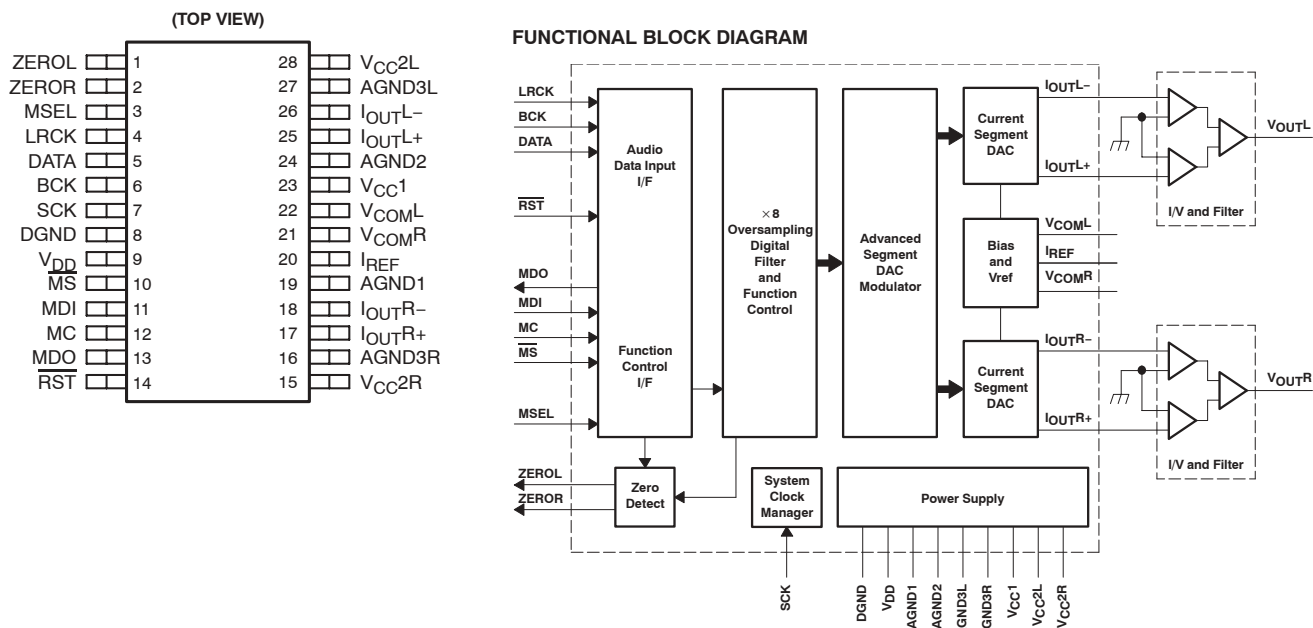 (TOP VIEW)
ZEROL 1 28 VCC2L
ZEROR 2 27 AGND3L
MSEL 3 26 IOUTL–
LRCK 4 25 IOUTL+
DATA 5 24 AGND2
BCK 6 23 VCC1
SCK 7 22 VCOML
DGND 8 21 VCOMR
VDD 9 20 IREF
MS 10 19 AGND1
MDI 11 18 IOUTR–
MC 12 17 IOUTR+
MDO 13 16 AGND3R
RST 14 15 VCC2R
FUNCTIONAL BLOCK DIAGRAM
LRCK
BCK
DATA
RST
MDO
MDI
MC
MS
MSEL
ZEROL
ZEROR
Audio
Data Input
I/F
Function
Control
I/F
Zero
Detect
×8
Oversampling
Digital
Filter
and
Function
Control
System
Clock
Manager
SCK
Advanced
Segment
DAC
Modulator
Current
Segment
DAC
Bias
and
Vref
Current
Segment
DAC
IOUTL–
IOUTL+
VCOML
IREF
VCOMR
IOUTR–
IOUTR+
I/V and Filter
VOUTL
I/V and Filter
VOUTR
Power Supply
DGND
VDD
AGND1
AGND2
GND3L
GND3R
VCC1
VCC2L
VCC2R